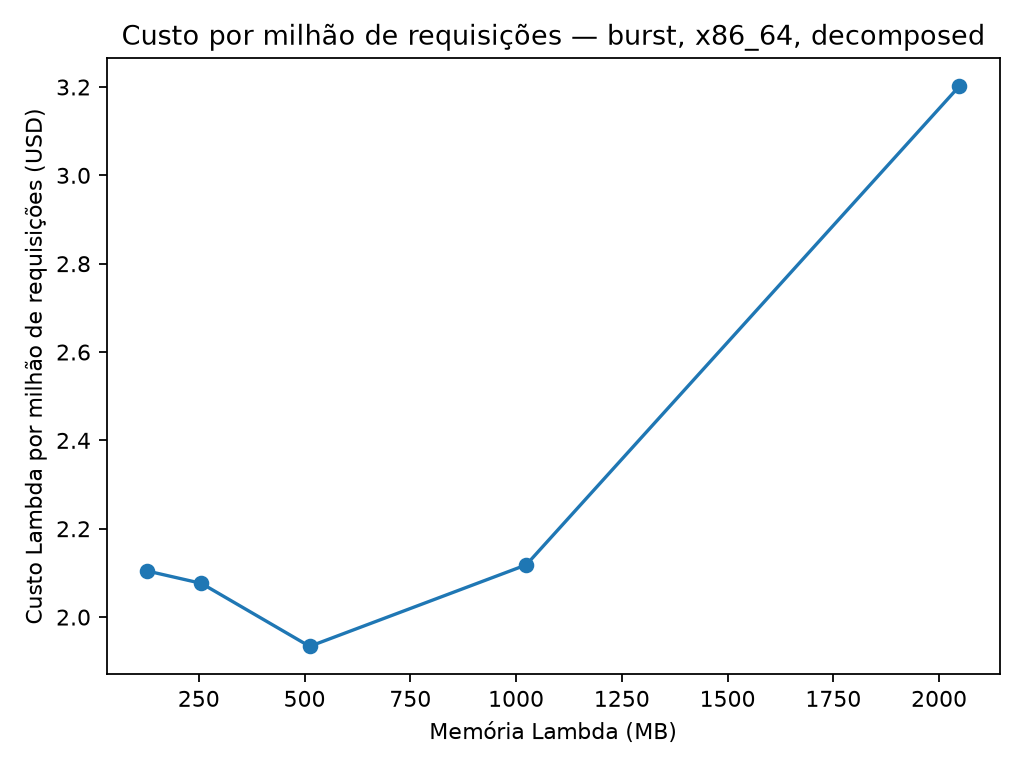 Custo por milhão de requisições — burst, x86_64, decomposed
Custo Lambda por milhão de requisições (USD)
3.2
3.0
2.8
2.6
2.4
2.2
2.0
250 500 750 1000 1250 1500 1750 2000
Memória Lambda (MB)